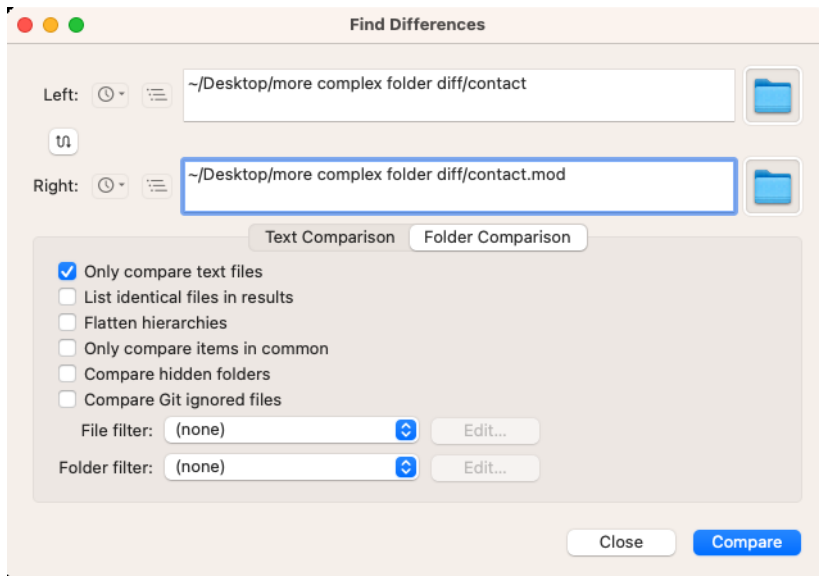 Find Differences
Left: ~/Desktop/more complex folder diff/contact
Right: ~/Desktop/more complex folder diff/contact.mod
Text Comparison Folder Comparison
Only compare text files
List identical files in results
Flatten hierarchies
Only compare items in common
Compare hidden folders
Compare Git ignored files
File filter: (none) Edit...
Folder filter: (none) Edit...
Close Compare